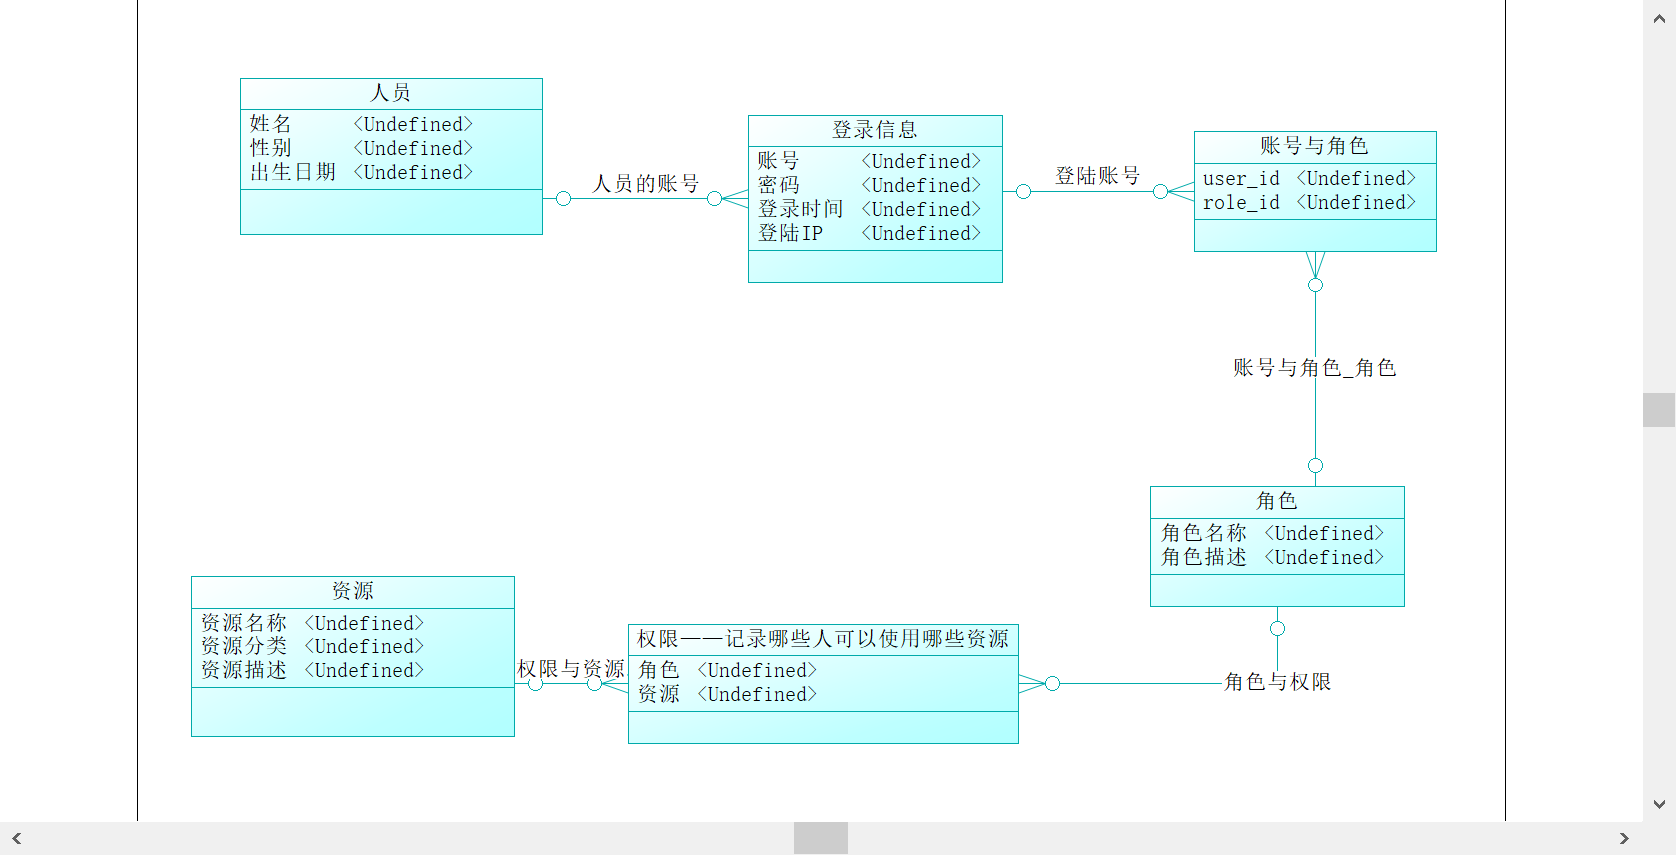 人员
姓名 <Undefined>
性别 <Undefined>
出生日期 <Undefined>
人员的账号
登录信息
账号 <Undefined>
密码 <Undefined>
登录时间 <Undefined>
登陆IP <Undefined>
登陆账号
账号与角色
user_id <Undefined>
role_id <Undefined>
账号与角色_角色
角色
角色名称 <Undefined>
角色描述 <Undefined>
角色与权限
权限——记录哪些人可以使用哪些资源
角色 <Undefined>
资源 <Undefined>
权限与资源
资源
资源名称 <Undefined>
资源分类 <Undefined>
资源描述 <Undefined>